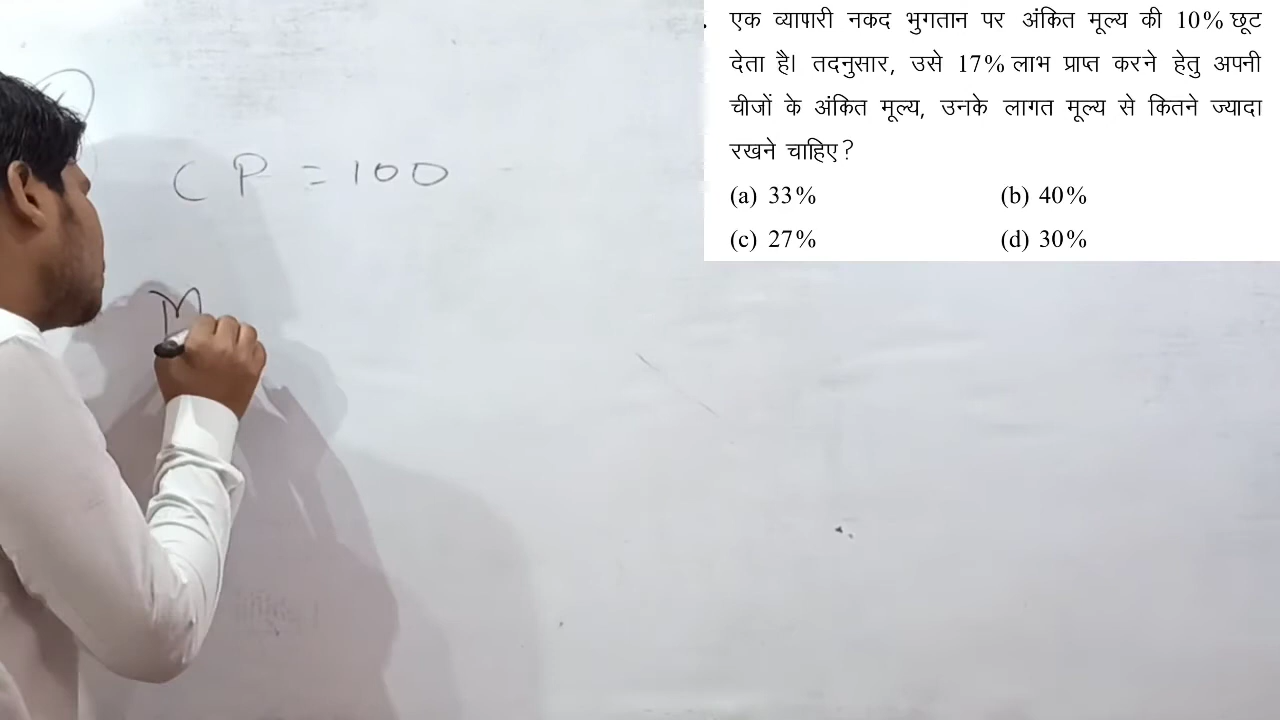 एक व्यापारी नकद भुगतान पर अंकित मूल्य की 10% छूट
देता है। तदनुसार, उसे 17% लाभ प्राप्त करने हेतु अपनी
चीजों के अंकित मूल्य, उनके लागत मूल्य से कितने ज्यादा
रखने चाहिए?
(a) 33% (b) 40%
(c) 27% (d) 30%
CP = 100
M